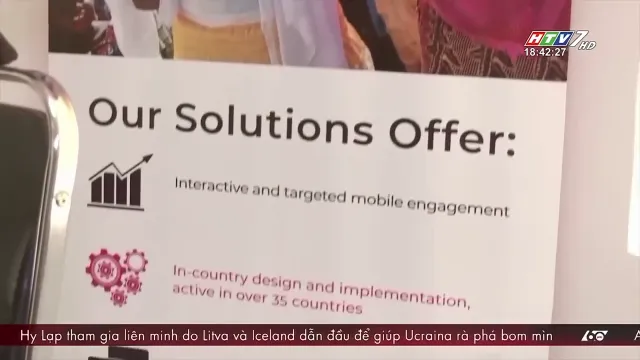 HTV7 HD
18:42:27
Our Solutions Offer:
Interactive and targeted mobile engagement
In-country design and implementation,
active in over 35 countries
Hy Lạp tham gia liên minh do Litva và Iceland dẫn đầu để giúp Ucraina rà phá bom mìn
60